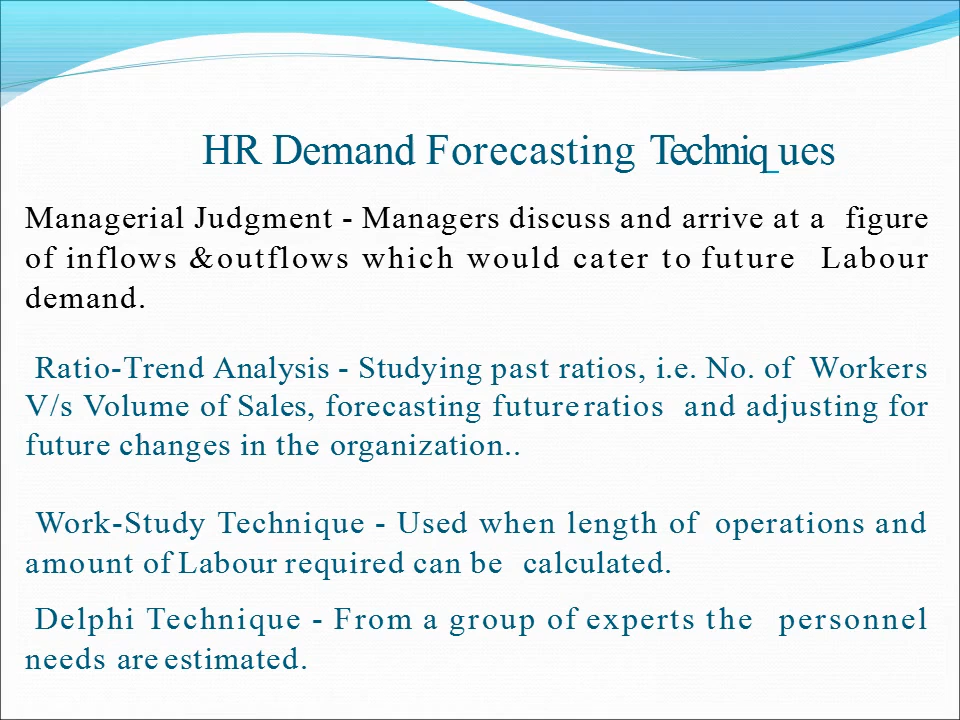 HR Demand Forecasting Techniq_ues
Managerial Judgment - Managers discuss and arrive at a figure
of inflows &outflows which would cater to future Labour
demand.
Ratio-Trend Analysis - Studying past ratios, i.e. No. of Workers
V/s Volume of Sales, forecasting future ratios and adjusting for
future changes in the organization..
Work-Study Technique - Used when length of operations and
amount of Labour required can be calculated.
Delphi Technique - From a group of experts the personnel
needs are estimated.